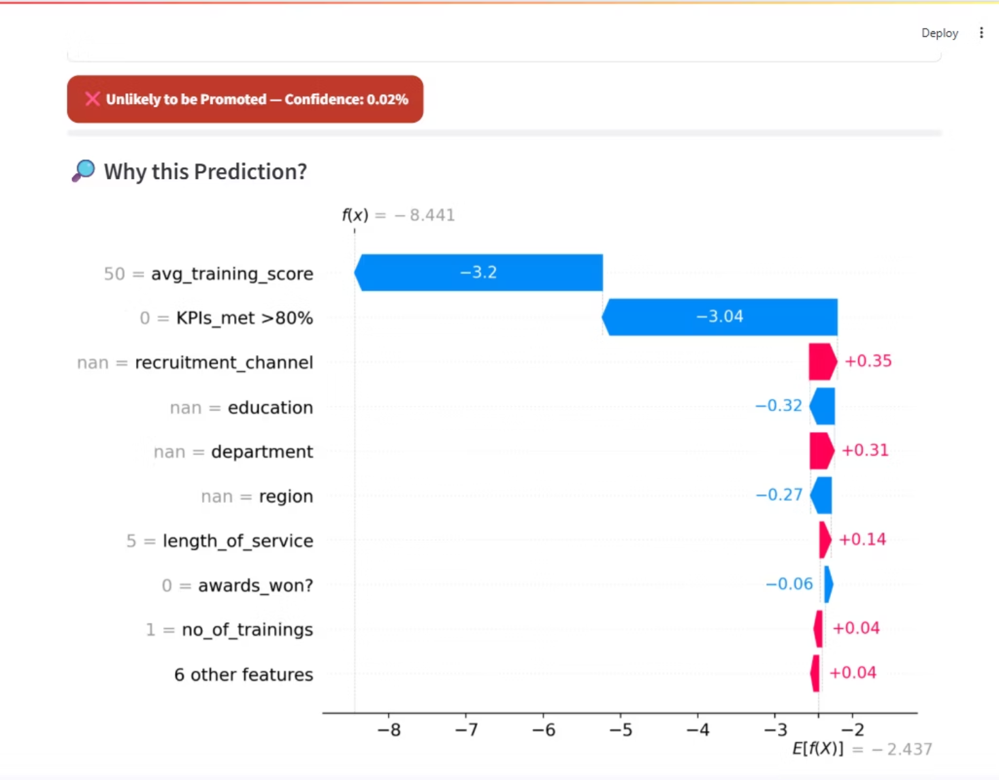 Deploy
❌ Unlikely to be Promoted — Confidence: 0.02%
🔎 Why this Prediction?
f(x) = −8.441
50 = avg_training_score −3.2
0 = KPIs_met >80% −3.04
nan = recruitment_channel +0.35
nan = education −0.32
nan = department +0.31
nan = region −0.27
5 = length_of_service +0.14
0 = awards_won? −0.06
1 = no_of_trainings +0.04
6 other features +0.04
−8 −7 −6 −5 −4 −3 −2
E[f(X)] = −2.437